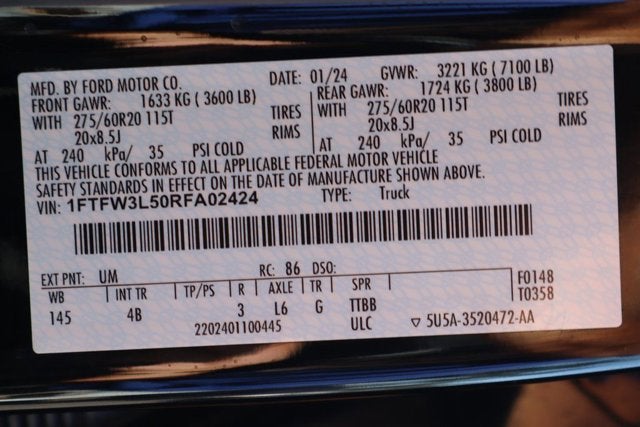 MFD. BY FORD MOTOR CO.
DATE: 01/24 GVWR: 3221 KG (7100 LB)
FRONT GAWR: 1633 KG (3600 LB)
REAR GAWR: 1724 KG (3800 LB)
WITH 275/60R20 115T TIRES
WITH 275/60R20 115T TIRES
20x8.5J RIMS
20x8.5J RIMS
AT 240 kPa/ 35 PSI COLD
AT 240 kPa/ 35 PSI COLD
THIS VEHICLE CONFORMS TO ALL APPLICABLE FEDERAL MOTOR VEHICLE
SAFETY STANDARDS IN EFFECT ON THE DATE OF MANUFACTURE SHOWN ABOVE.
VIN: 1FTFW3L50RFA02424 TYPE: Truck
EXT PNT: UM RC: 86 DSO:
WB INT TR TP/PS R AXLE TR SPR
145 4B 3 L6 G TTBB
F0148
T0358
2202401100445 ULC ▽ 5U5A-3520472-AA